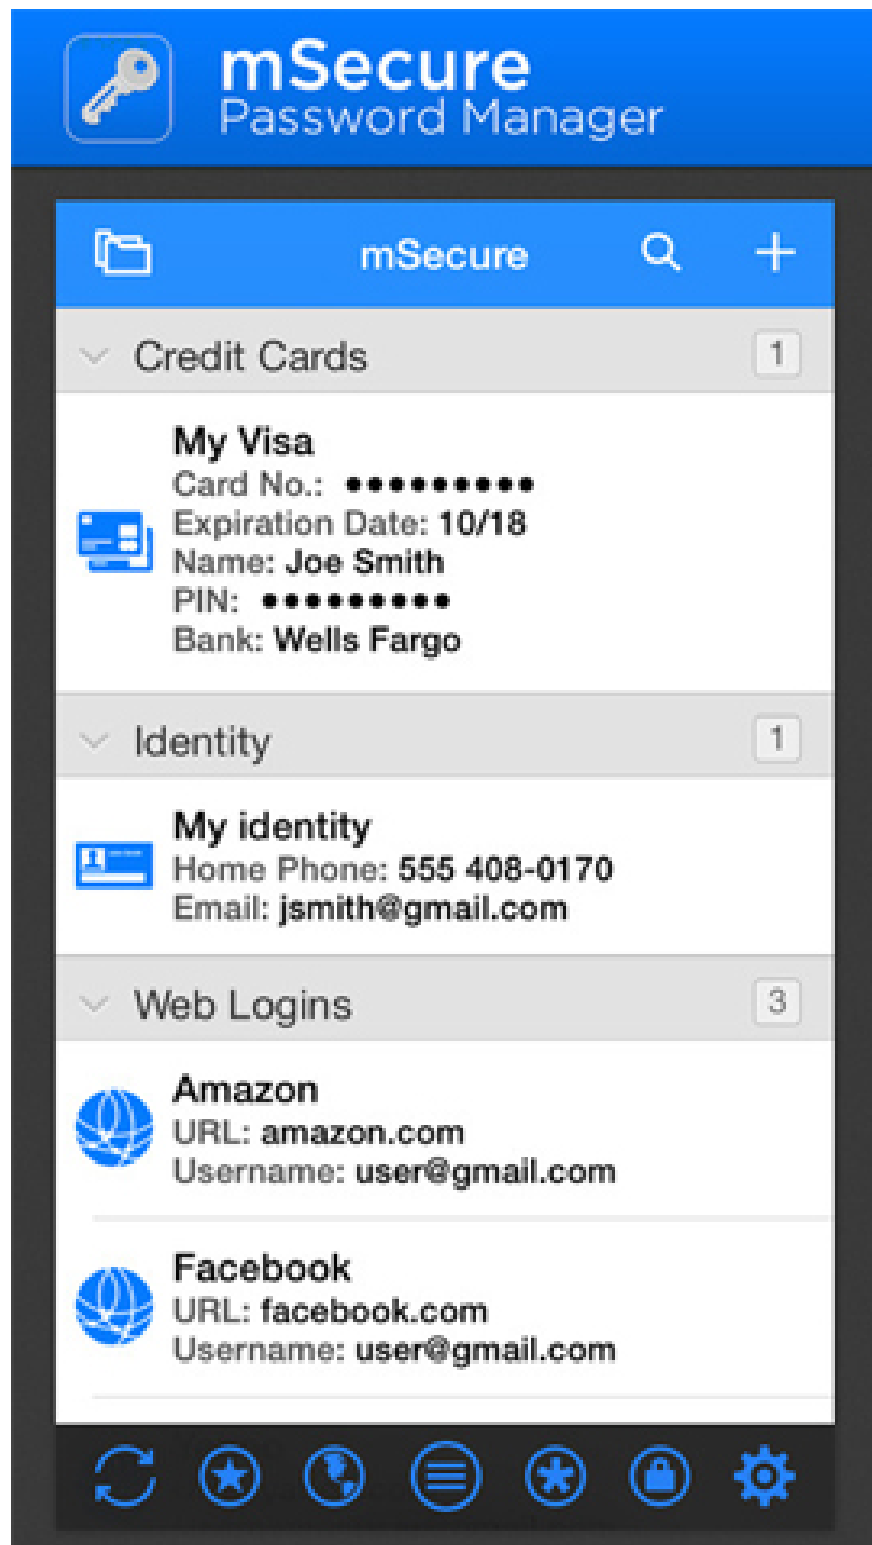 mSecure
Password Manager
mSecure
Credit Cards 1
My Visa
Card No.: •••••••••
Expiration Date: 10/18
Name: Joe Smith
PIN: •••••••••
Bank: Wells Fargo
Identity 1
My identity
Home Phone: 555 408-0170
Email: jsmith@gmail.com
Web Logins 3
Amazon
URL: amazon.com
Username: user@gmail.com
Facebook
URL: facebook.com
Username: user@gmail.com